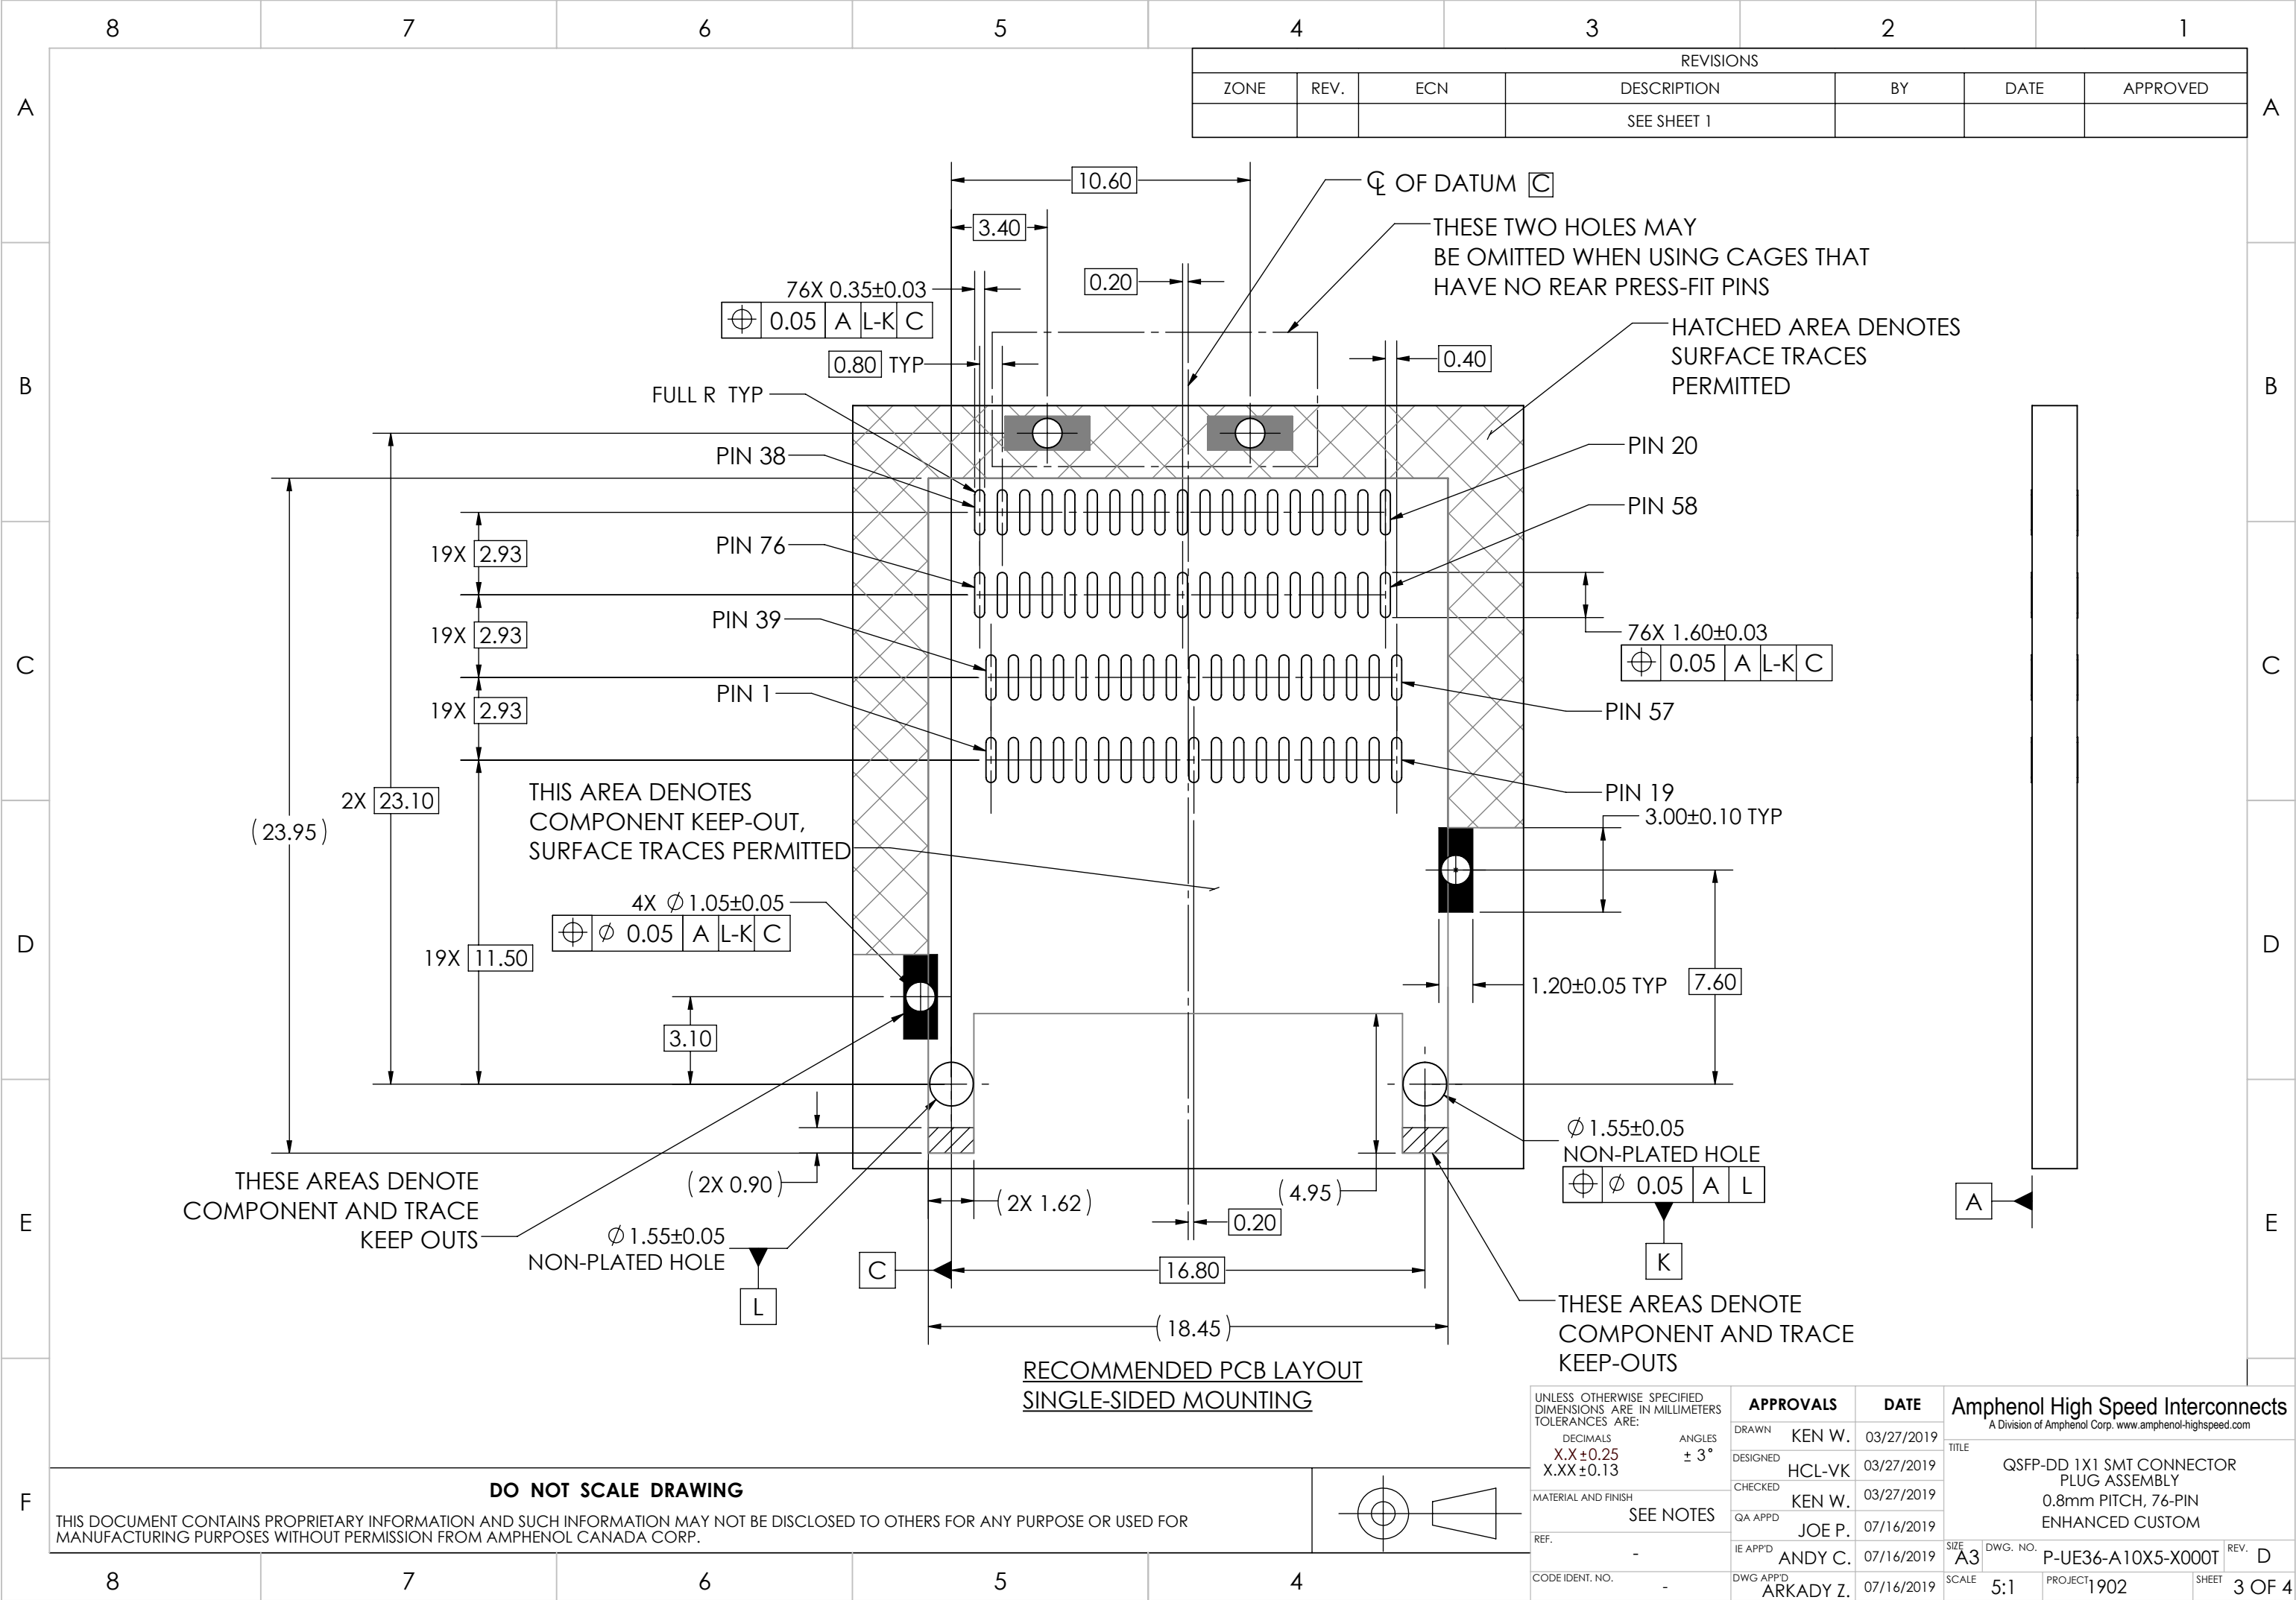 8 7 6 5 4 3 2 1
A A
B B
C C
D D
E E
F
REVISIONS
ZONE REV. ECN DESCRIPTION BY DATE APPROVED
SEE SHEET 1
10.60
℄ OF DATUM C
3.40
THESE TWO HOLES MAY
BE OMITTED WHEN USING CAGES THAT
HAVE NO REAR PRESS-FIT PINS
0.20
76X 0.35±0.03
⌖ 0.05 A L-K C
HATCHED AREA DENOTES
SURFACE TRACES
PERMITTED
0.80 TYP
0.40
FULL R TYP
PIN 38
PIN 20
PIN 58
PIN 76
19X 2.93
PIN 39
19X 2.93
76X 1.60±0.03
⌖ 0.05 A L-K C
PIN 1
19X 2.93
PIN 57
PIN 19
THIS AREA DENOTES
COMPONENT KEEP-OUT,
SURFACE TRACES PERMITTED
2X 23.10
(23.95)
3.00±0.10 TYP
4X ⌀1.05±0.05
⌖ ⌀ 0.05 A L-K C
19X 11.50
1.20±0.05 TYP
7.60
3.10
⌀1.55±0.05
NON-PLATED HOLE
⌖ ⌀ 0.05 A L
K
THESE AREAS DENOTE
COMPONENT AND TRACE
KEEP OUTS
(2X 0.90)
(2X 1.62)
(4.95)
0.20
A
⌀1.55±0.05
NON-PLATED HOLE
L
C
16.80
(18.45)
THESE AREAS DENOTE
COMPONENT AND TRACE
KEEP-OUTS
RECOMMENDED PCB LAYOUT
SINGLE-SIDED MOUNTING
DO NOT SCALE DRAWING
THIS DOCUMENT CONTAINS PROPRIETARY INFORMATION AND SUCH INFORMATION MAY NOT BE DISCLOSED TO OTHERS FOR ANY PURPOSE OR USED FOR
MANUFACTURING PURPOSES WITHOUT PERMISSION FROM AMPHENOL CANADA CORP.
UNLESS OTHERWISE SPECIFIED
DIMENSIONS ARE IN MILLIMETERS
TOLERANCES ARE:
DECIMALS ANGLES
X.X±0.25 ± 3°
X.XX±0.13
MATERIAL AND FINISH
SEE NOTES
REF.
-
CODE IDENT. NO.
-
APPROVALS DATE
DRAWN KEN W. 03/27/2019
DESIGNED HCL-VK 03/27/2019
CHECKED KEN W. 03/27/2019
QA APPD JOE P. 07/16/2019
IE APP'D ANDY C. 07/16/2019
DWG APP'D ARKADY Z. 07/16/2019
Amphenol High Speed Interconnects
A Division of Amphenol Corp. www.amphenol-highspeed.com
TITLE
QSFP-DD 1X1 SMT CONNECTOR
PLUG ASSEMBLY
0.8mm PITCH, 76-PIN
ENHANCED CUSTOM
SIZE A3 DWG. NO. P-UE36-A10X5-X000T REV. D
SCALE 5:1 PROJECT 1902 SHEET 3 OF 4
8 7 6 5 4